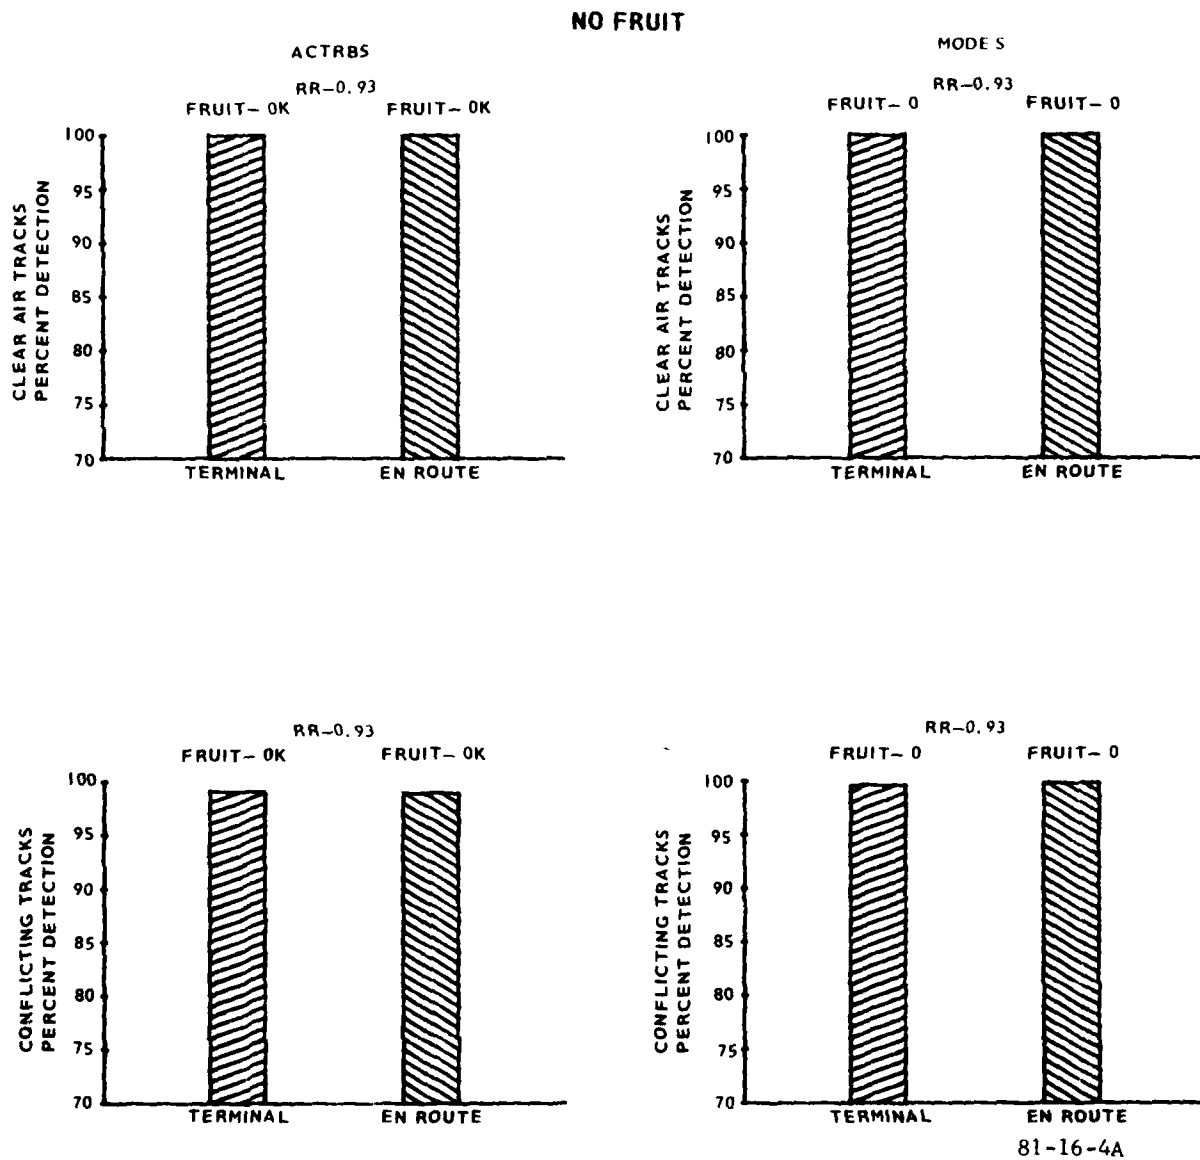 NO FRUIT
ACTRBS
RR-0.93
FRUIT- 0K FRUIT- 0K
100
95
90
85
80
75
70
CLEAR AIR TRACKS
PERCENT DETECTION
TERMINAL EN ROUTE
MODE S
RR-0.93
FRUIT- 0 FRUIT- 0
100
95
90
85
80
75
70
CLEAR AIR TRACKS
PERCENT DETECTION
TERMINAL EN ROUTE
RR-0.93
FRUIT- 0K FRUIT- 0K
100
95
90
85
80
75
70
CONFLICTING TRACKS
PERCENT DETECTION
TERMINAL EN ROUTE
RR-0.93
FRUIT- 0 FRUIT- 0
100
95
90
85
80
75
70
CONFLICTING TRACKS
PERCENT DETECTION
TERMINAL EN ROUTE
81-16-4A